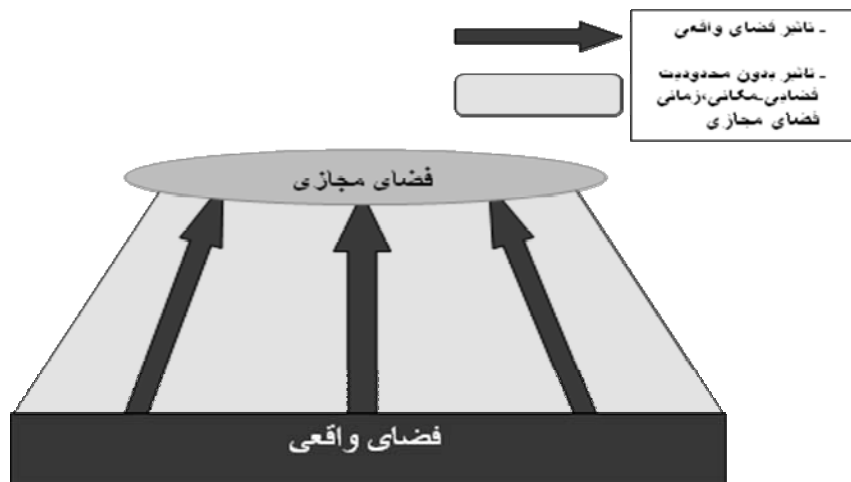 ـ تاثیر فضای واقعی
ـ تاثیر بدون محدودیت
فضایی-مکانی،زمانی
فضای مجازی
فضای مجازی
فضای واقعی